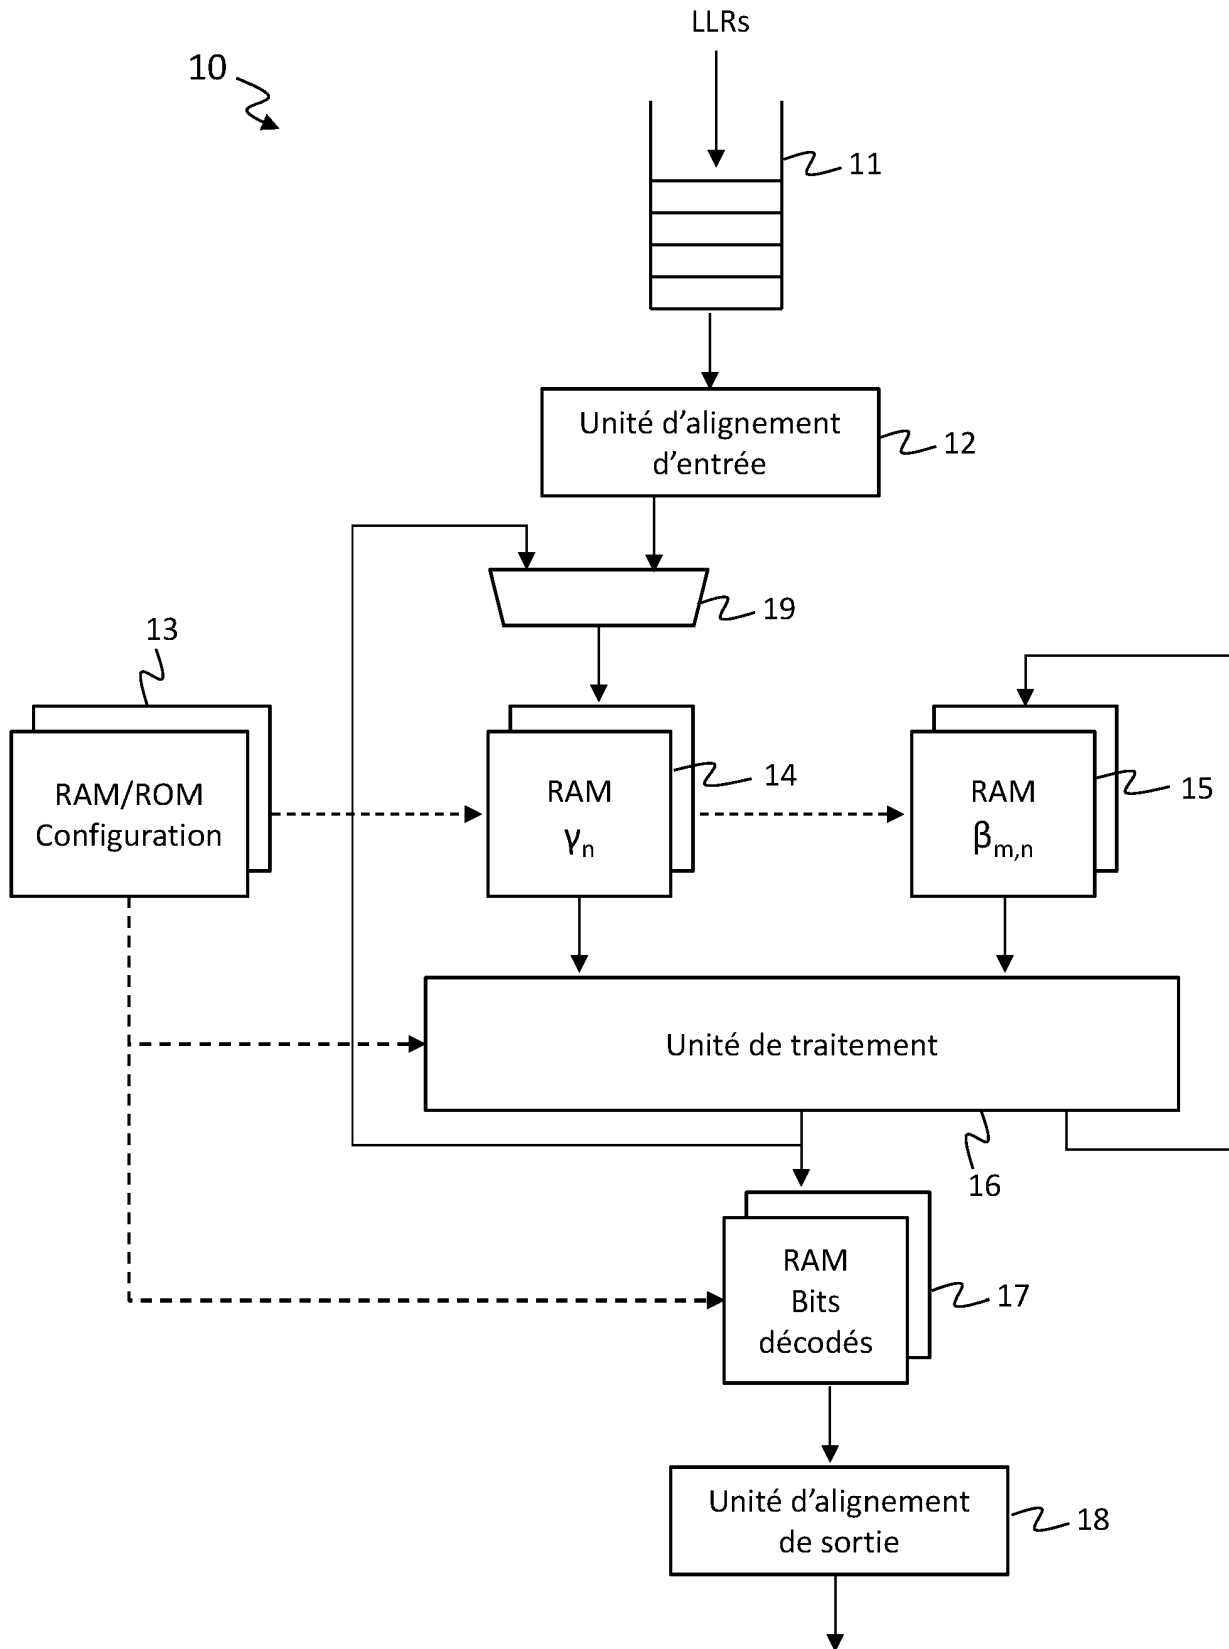 LLRs
10
11
Unité d'alignement
d'entrée
12
19
13
RAM/ROM
Configuration
RAM
γn
14
RAM
βm,n
15
Unité de traitement
16
RAM
Bits
décodés
17
Unité d'alignement
de sortie
18